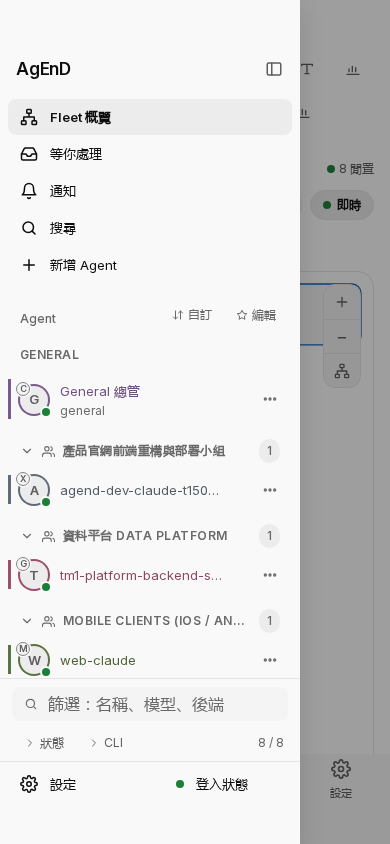 AgEnD
Fleet 概覽
等你處理
通知
搜尋
新增 Agent
Agent
自訂
編輯
GENERAL
C
G
General 總管
general
產品官網前端重構與部署小組
1
X
A
agend-dev-claude-t150…
資料平台 DATA PLATFORM
1
G
T
tm1-platform-backend-s…
MOBILE CLIENTS (IOS / AN…
1
M
W
web-claude
篩選：名稱、模型、後端
狀態
CLI
8 / 8
設定
登入狀態
8 閒置
即時
設定